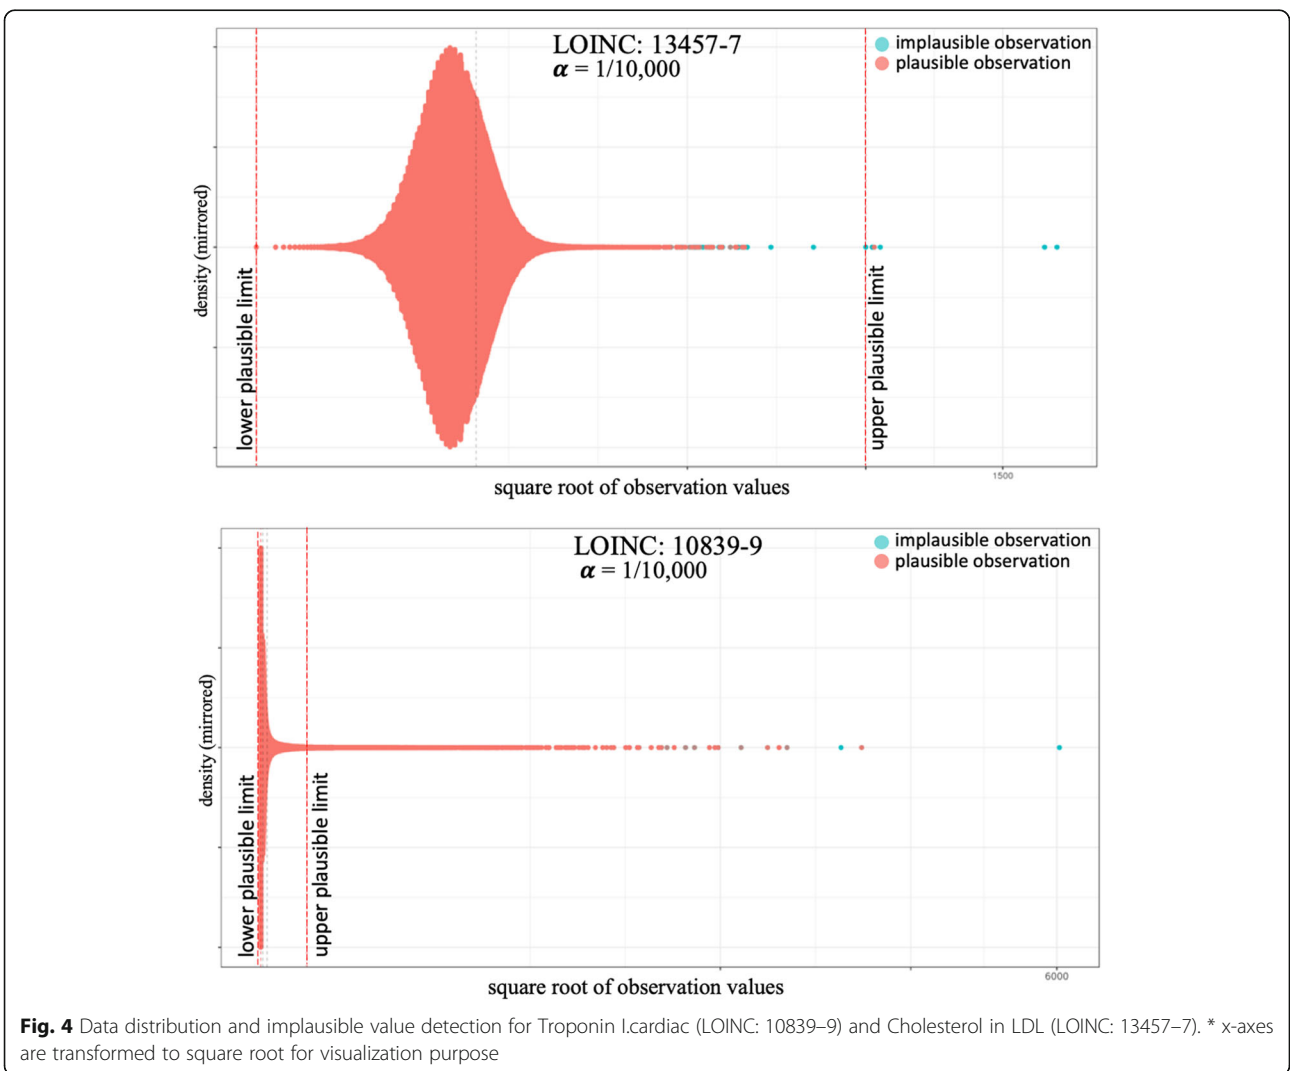 LOINC: 13457-7
α = 1/10,000
implausible observation
plausible observation
density (mirrored)
lower plausible limit
upper plausible limit
1500
square root of observation values
LOINC: 10839-9
α = 1/10,000
implausible observation
plausible observation
density (mirrored)
lower plausible limit
upper plausible limit
6000
square root of observation values
Fig. 4 Data distribution and implausible value detection for Troponin I.cardiac (LOINC: 10839–9) and Cholesterol in LDL (LOINC: 13457–7). * x-axes
are transformed to square root for visualization purpose